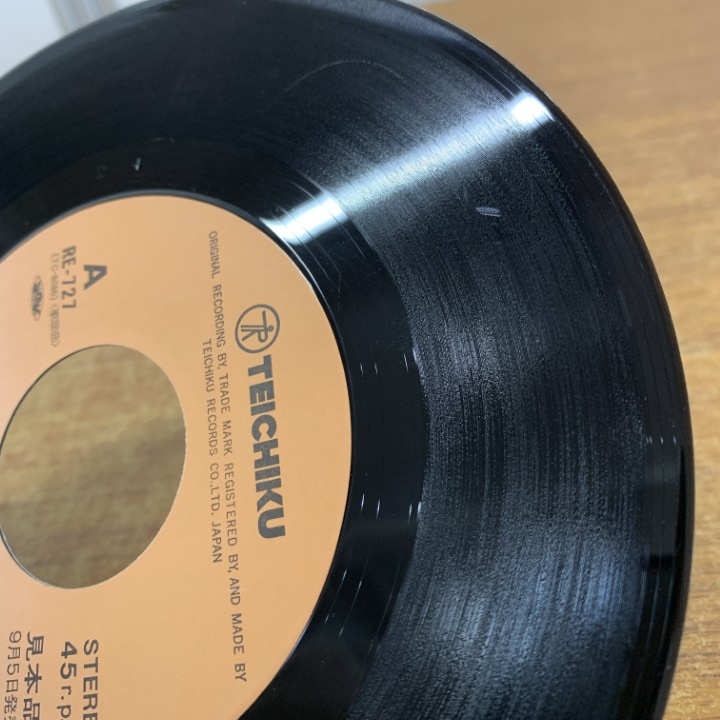 TEICHIKU
ORIGINAL RECORDING BY, TRADE MARK REGISTERED BY, AND MADE BY
TEICHIKU RECORDS CO.,LTD. JAPAN
A
RE-727
STERE
45 r.p.
見本品
9月5日発